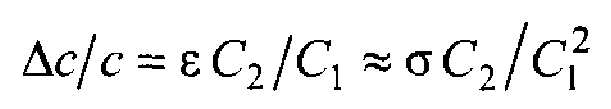 Δc/c = ε C₂/C₁ ≈ σ C₂/C₁²